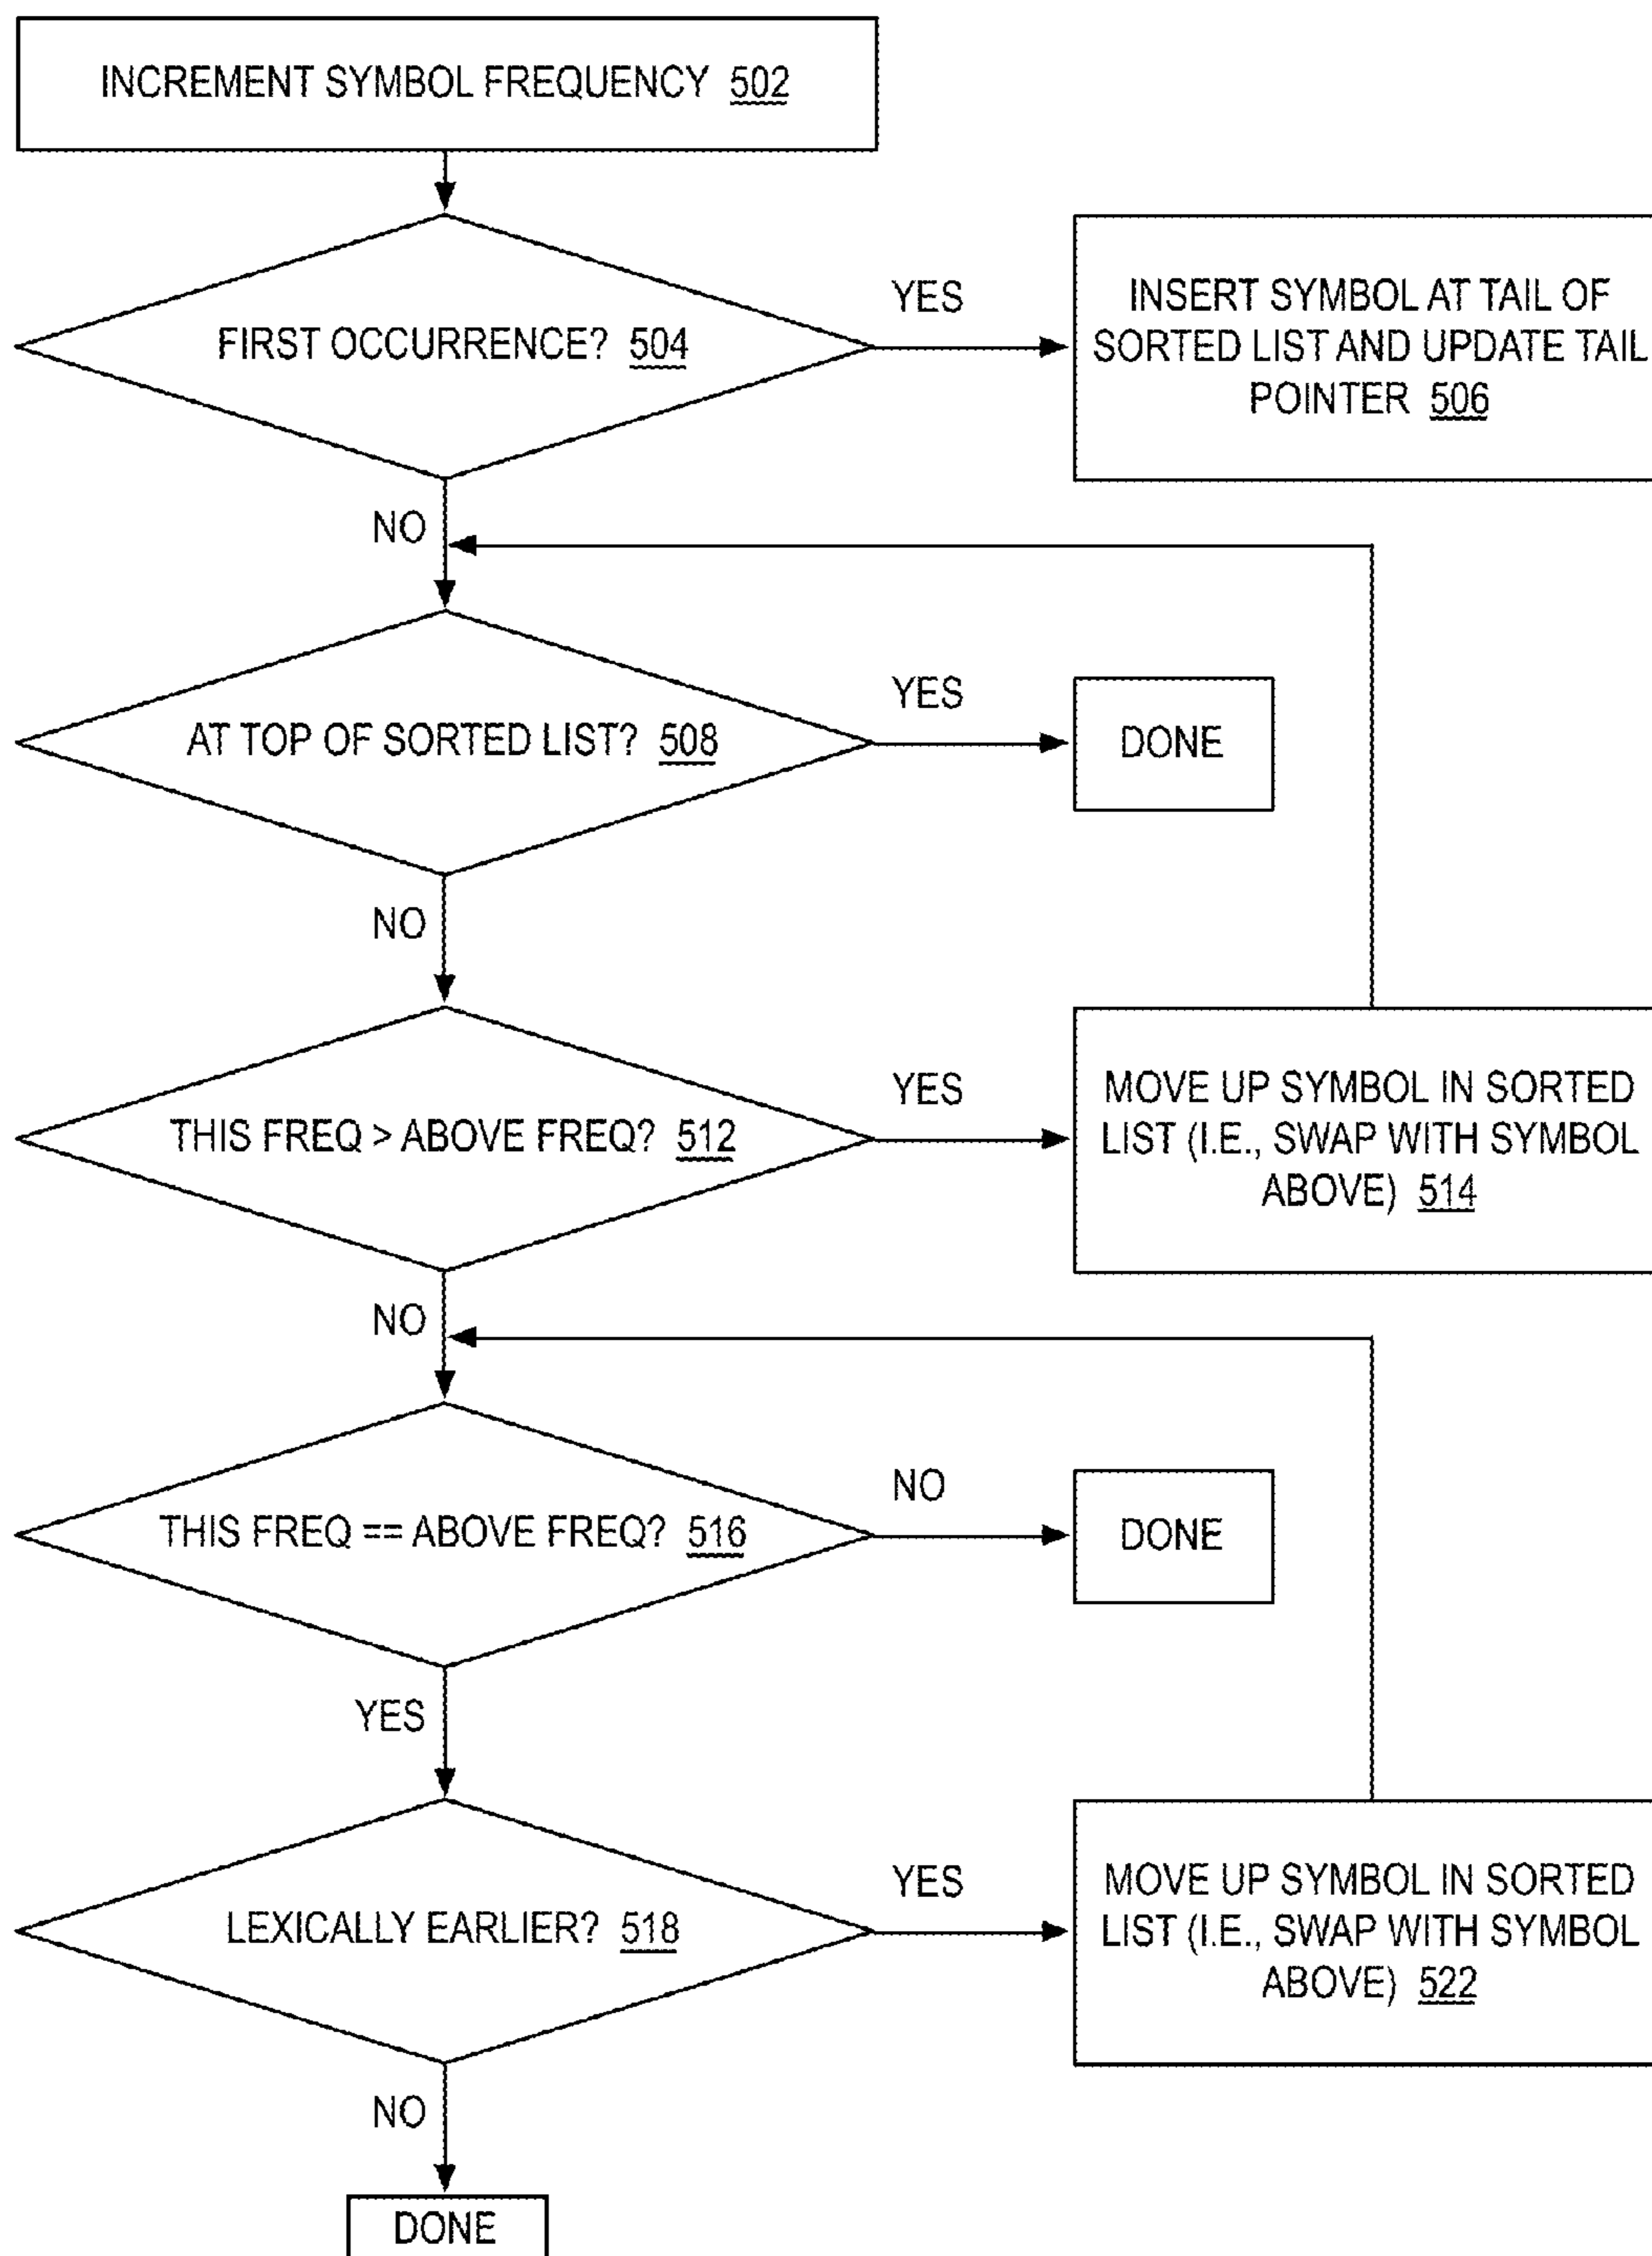 INCREMENT SYMBOL FREQUENCY 502
FIRST OCCURRENCE? 504
YES
INSERT SYMBOL AT TAIL OF
SORTED LIST AND UPDATE TAIL
POINTER 506
NO
AT TOP OF SORTED LIST? 508
YES
DONE
NO
THIS FREQ > ABOVE FREQ? 512
YES
MOVE UP SYMBOL IN SORTED
LIST (I.E., SWAP WITH SYMBOL
ABOVE) 514
NO
THIS FREQ == ABOVE FREQ? 516
NO
DONE
YES
LEXICALLY EARLIER? 518
YES
MOVE UP SYMBOL IN SORTED
LIST (I.E., SWAP WITH SYMBOL
ABOVE) 522
NO
DONE